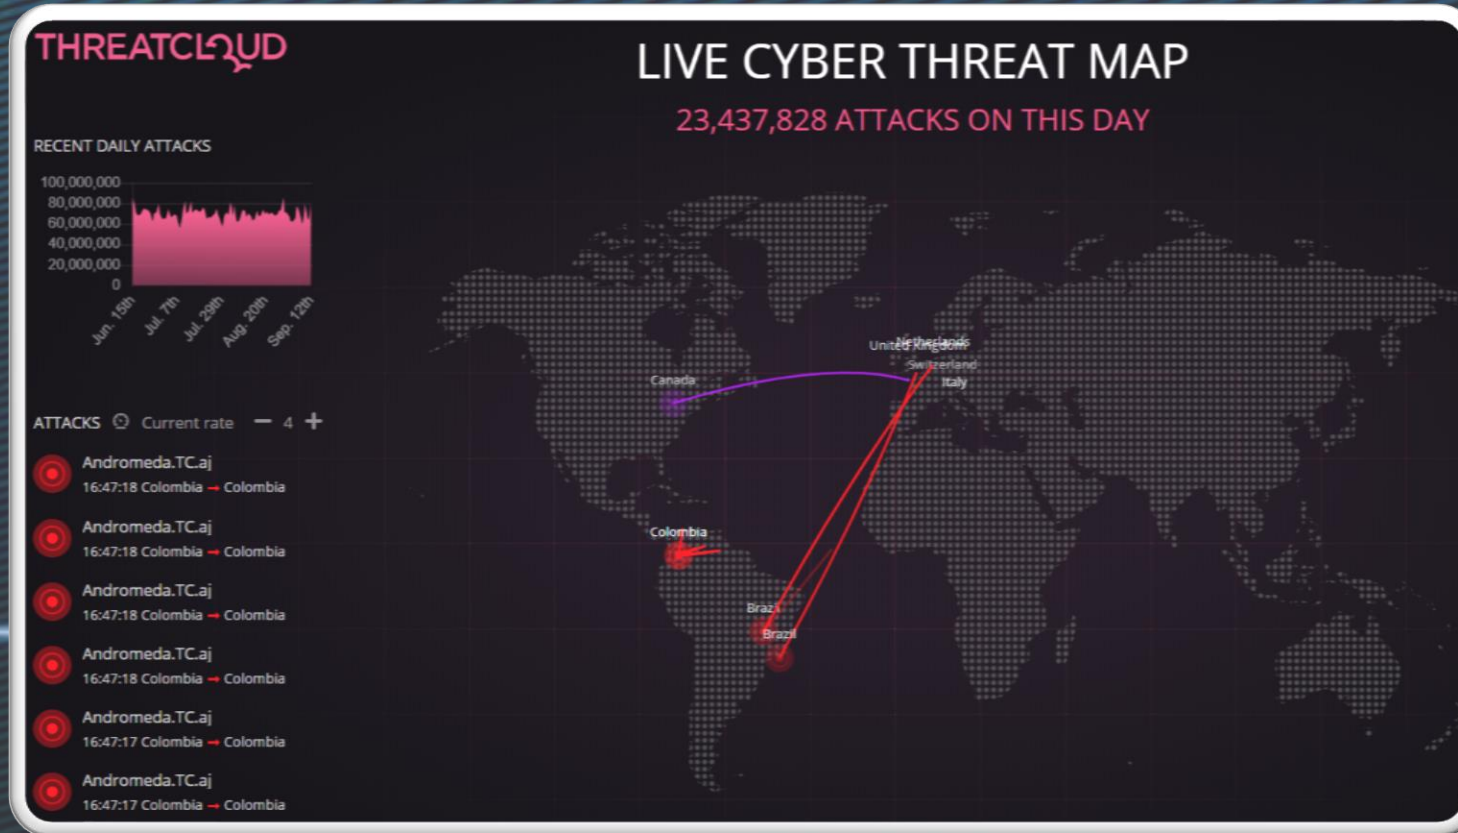 THREATCLOUD
LIVE CYBER THREAT MAP
23,437,828 ATTACKS ON THIS DAY
RECENT DAILY ATTACKS
100,000,000
80,000,000
60,000,000
40,000,000
20,000,000
0
Jun. 15th
Jul. 7th
Jul. 29th
Aug. 20th
Sep. 12th
ATTACKS Current rate − 4 +
Andromeda.TC.aj
16:47:18 Colombia → Colombia
Andromeda.TC.aj
16:47:18 Colombia → Colombia
Andromeda.TC.aj
16:47:18 Colombia → Colombia
Andromeda.TC.aj
16:47:18 Colombia → Colombia
Andromeda.TC.aj
16:47:17 Colombia → Colombia
Andromeda.TC.aj
16:47:17 Colombia → Colombia
Netherlands
United Kingdom
Switzerland
Italy
Canada
Colombia
Brazil
Brazil